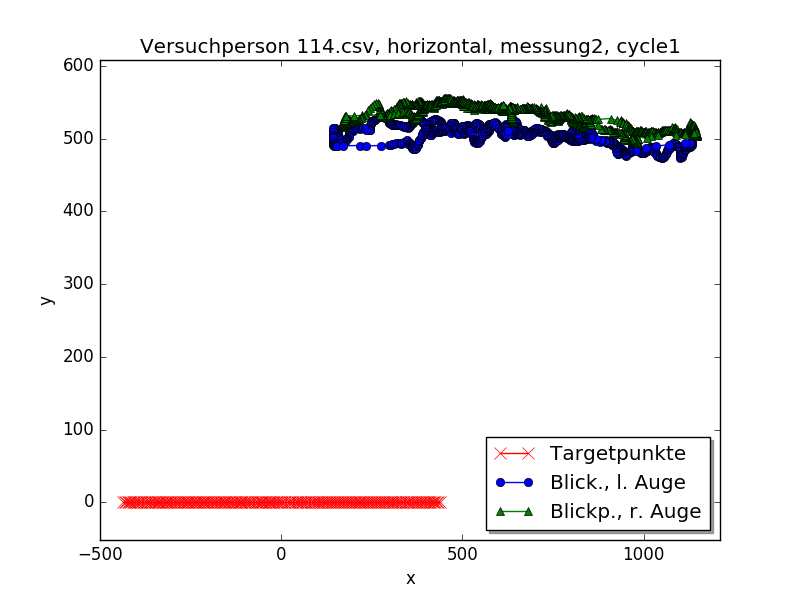 Versuchperson 114.csv, horizontal, messung2, cycle1
600
500
400
300
200
100
0
y
−500
0
500
1000
x
Targetpunkte
Blick., l. Auge
Blickp., r. Auge